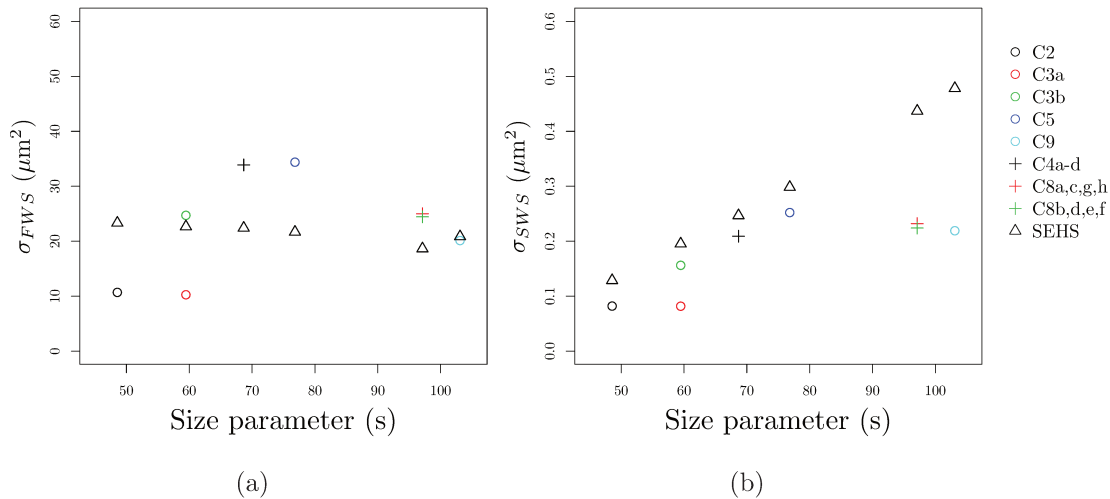 60
50
40
30
20
10
0
σFWS (μm²)
50 60 70 80 90 100
Size parameter (s)
(a)
0.6
0.5
0.4
0.3
0.2
0.1
0.0
σSWS (μm²)
50 60 70 80 90 100
Size parameter (s)
(b)
C2
C3a
C3b
C5
C9
C4a-d
C8a,c,g,h
C8b,d,e,f
SEHS